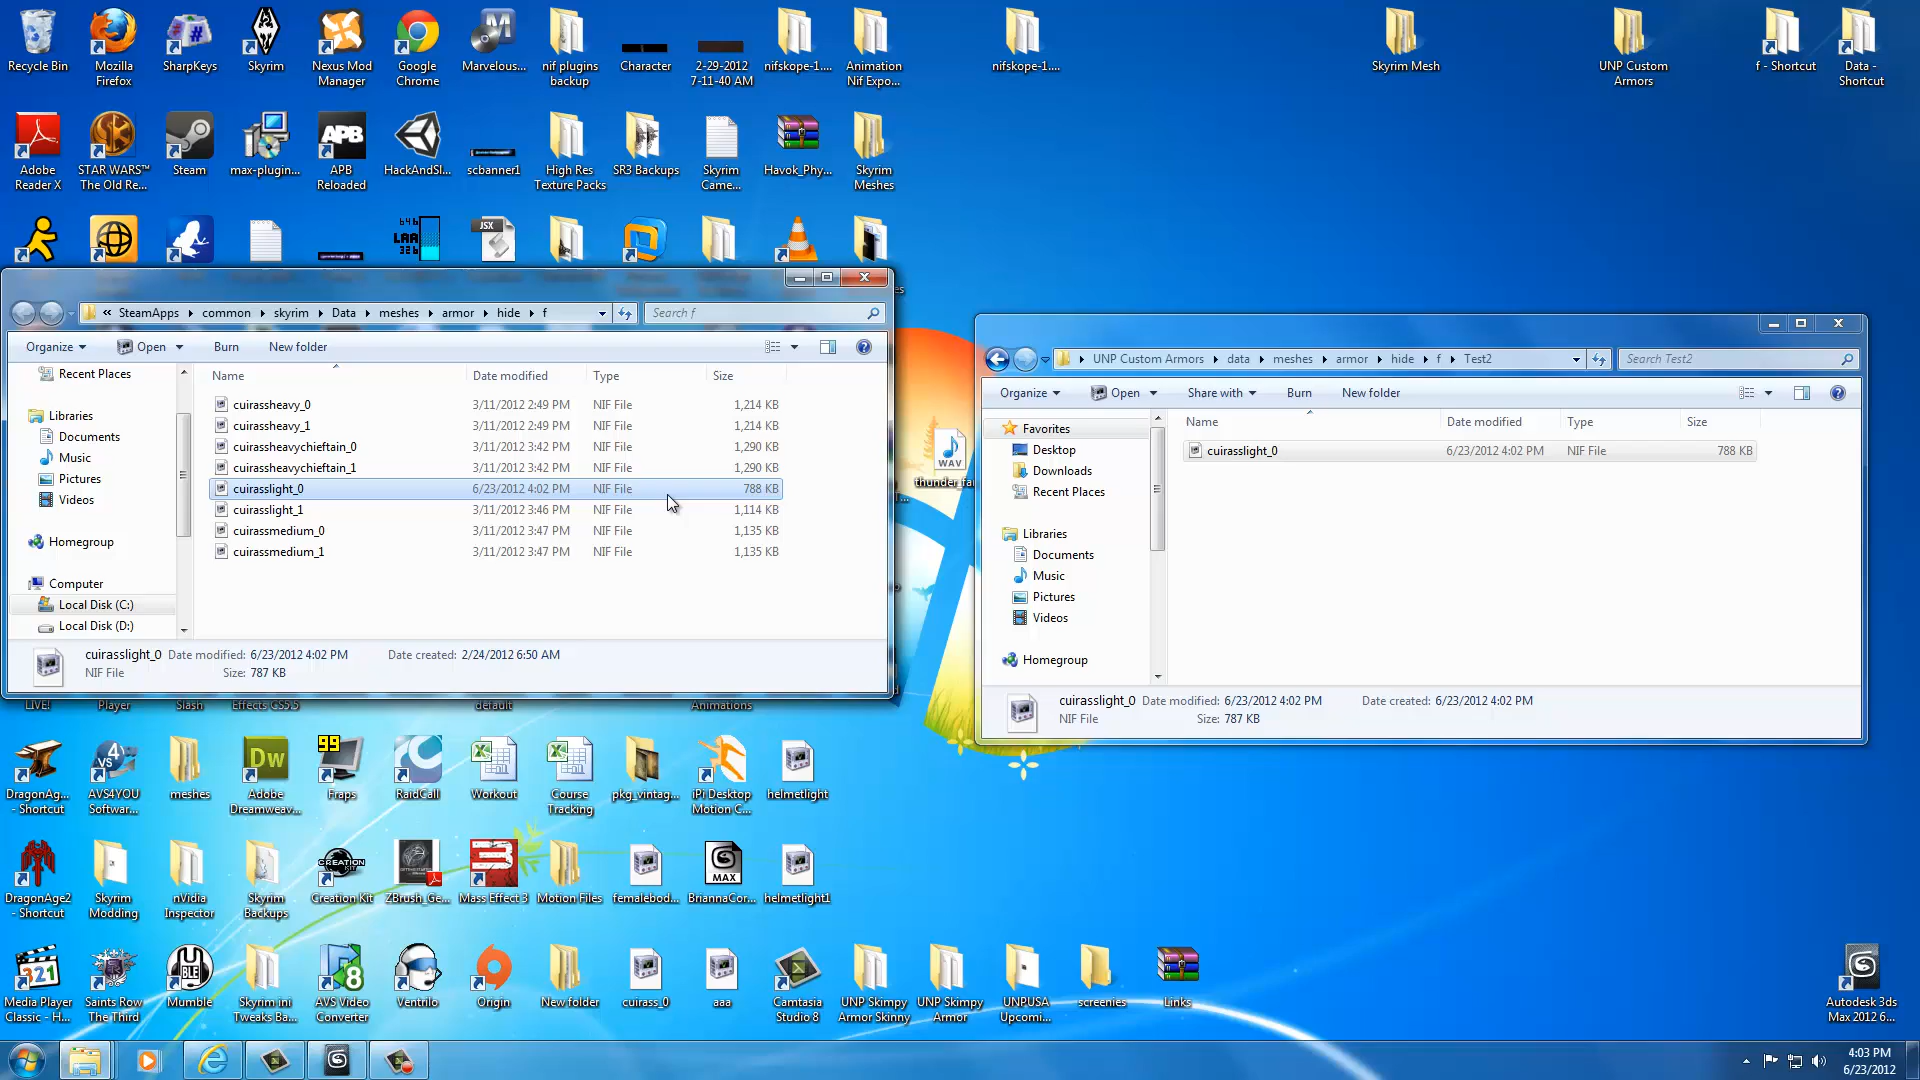 Recycle Bin
Mozilla
Firefox
SharpKeys
Skyrim
Nexus Mod
Manager
Google
Chrome
Marvelous...
nif plugins
backup
Character
2-29-2012
7-11-40 AM
nifskope-1....
Animation
Nif Expo...
nifskope-1....
Skyrim Mesh
UNP Custom
Armors
f - Shortcut
Data -
Shortcut
Adobe
Reader X
STAR WARS™
The Old Re...
Steam
max-plugin...
APB
APB
Reloaded
HackAndSl...
scbanner1
High Res
Texture Packs
SR3 Backups
Skyrim
Came...
Havok_Phy...
Skyrim
Meshes
LAA
JSX
SteamApps
common
skyrim
Data
meshes
armor
hide
f
Search f
Organize
Open
Burn
New folder
Name
Date modified
Type
Size
Recent Places
Libraries
Documents
Music
Pictures
Videos
Homegroup
Computer
Local Disk (C:)
Local Disk (D:)
cuirassheavy_0 3/11/2012 2:49 PM NIF File 1,214 KB
cuirassheavy_1 3/11/2012 2:49 PM NIF File 1,214 KB
cuirassheavychieftain_0 3/11/2012 3:42 PM NIF File 1,290 KB
cuirassheavychieftain_1 3/11/2012 3:42 PM NIF File 1,290 KB
cuirasslight_0 6/23/2012 4:02 PM NIF File 788 KB
cuirasslight_1 3/11/2012 3:46 PM NIF File 1,114 KB
cuirassmedium_0 3/11/2012 3:47 PM NIF File 1,135 KB
cuirassmedium_1 3/11/2012 3:47 PM NIF File 1,135 KB
cuirasslight_0 Date modified: 6/23/2012 4:02 PM Date created: 2/24/2012 6:50 AM
NIF File Size: 787 KB
WAV
UNP Custom Armors
data
meshes
armor
hide
f
Test2
Search Test2
Organize
Open
Share with
Burn
New folder
Name
Date modified
Type
Size
Favorites
Desktop
Downloads
Recent Places
Libraries
Documents
Music
Pictures
Videos
Homegroup
cuirasslight_0 6/23/2012 4:02 PM NIF File 788 KB
cuirasslight_0 Date modified: 6/23/2012 4:02 PM Date created: 6/23/2012 4:02 PM
NIF File Size: 787 KB
LIVE!
Player
Slash
Effects CS5.5
default
Animations
DragonAg...
- Shortcut
AVS4YOU
Softwar...
meshes
Dw
Adobe
Dreamweav...
99
Fraps
RaidCall
Workout
Course
Tracking
pkg_vintag...
iPi Desktop
Motion C...
helmetlight
DragonAge2
- Shortcut
Skyrim
Modding
nVidia
Inspector
Skyrim
Backups
CREATION
KIT
Creation Kit
ZBrush_Ge...
Mass Effect 3
Motion Files
femalebod...
MAX
BriannaCor...
helmetlight1
321
Media Player
Classic - H...
Saints Row
The Third
BLE
Mumble
Skyrim ini
Tweaks Ba...
8
AVS Video
Converter
Ventrilo
Origin
New folder
cuirass_0
aaa
Camtasia
Studio 8
UNP Skimpy
Armor Skinny
UNP Skimpy
Armor
UNPUSA
Upcomi...
screenies
Links
Autodesk 3ds
Max 2012 6...
4:03 PM
6/23/2012